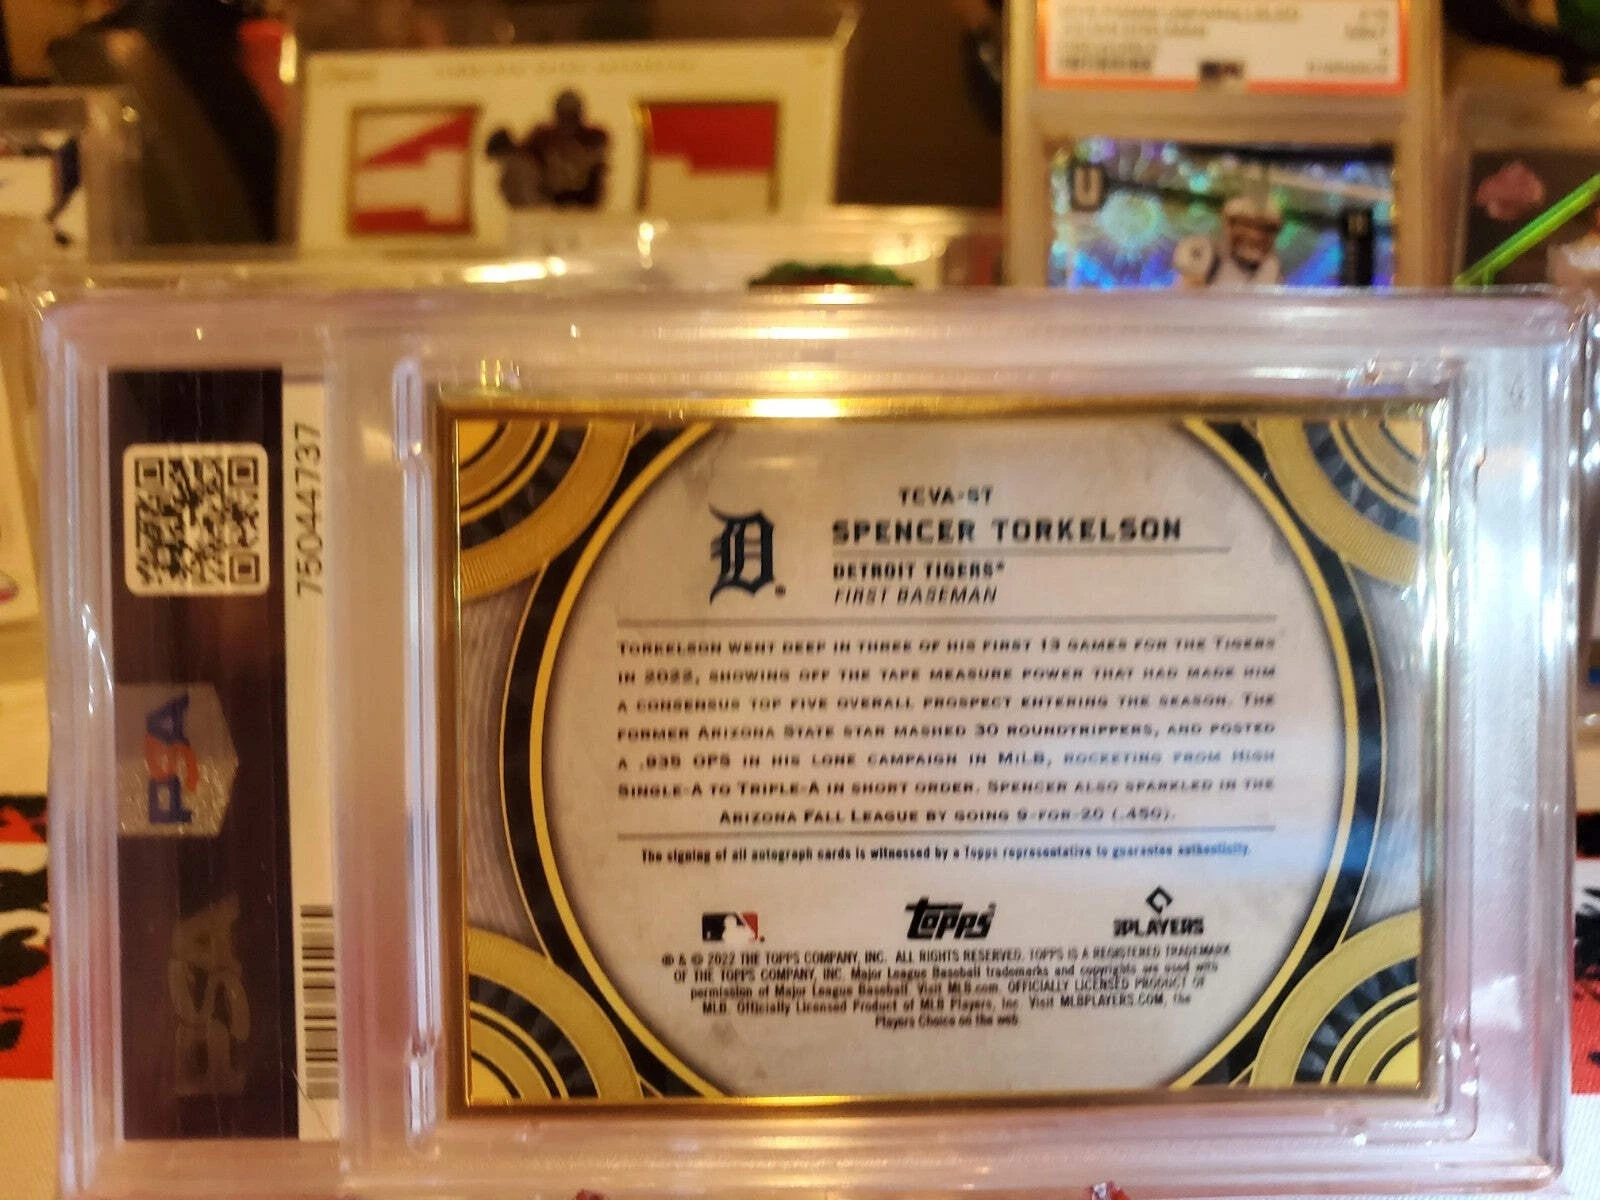 75044737
PSA
TCVA-ST
SPENCER TORKELSON
DETROIT TIGERS®
FIRST BASEMAN
TORKELSON WENT DEEP IN THREE OF HIS FIRST 13 GAMES FOR THE TIGERS
IN 2022, SHOWING OFF THE TAPE MEASURE POWER THAT HAD MADE HIM
A CONSENSUS TOP FIVE OVERALL PROSPECT ENTERING THE SEASON. THE
FORMER ARIZONA STATE STAR MASHED 30 ROUNDTRIPPERS, AND POSTED
A .935 OPS IN HIS LONE CAMPAIGN IN MiLB, ROCKETING FROM HIGH
SINGLE-A TO TRIPLE-A IN SHORT ORDER. SPENCER ALSO SPARKLED IN THE
ARIZONA FALL LEAGUE BY GOING 9-FOR-20 (.450).
The signing of all autograph cards is witnessed by a Topps representative to guarantee authenticity.
topps
PLAYERS
® & © 2022 THE TOPPS COMPANY, INC. ALL RIGHTS RESERVED. TOPPS IS A REGISTERED TRADEMARK
OF THE TOPPS COMPANY, INC. Major League Baseball trademarks and copyrights are used with
permission of Major League Baseball. Visit MLB.com. OFFICIALLY LICENSED PRODUCT OF
MLB. Officially Licensed Product of MLB Players, Inc. Visit MLBPLAYERS.COM, the
Players Choice on the web.
PSA